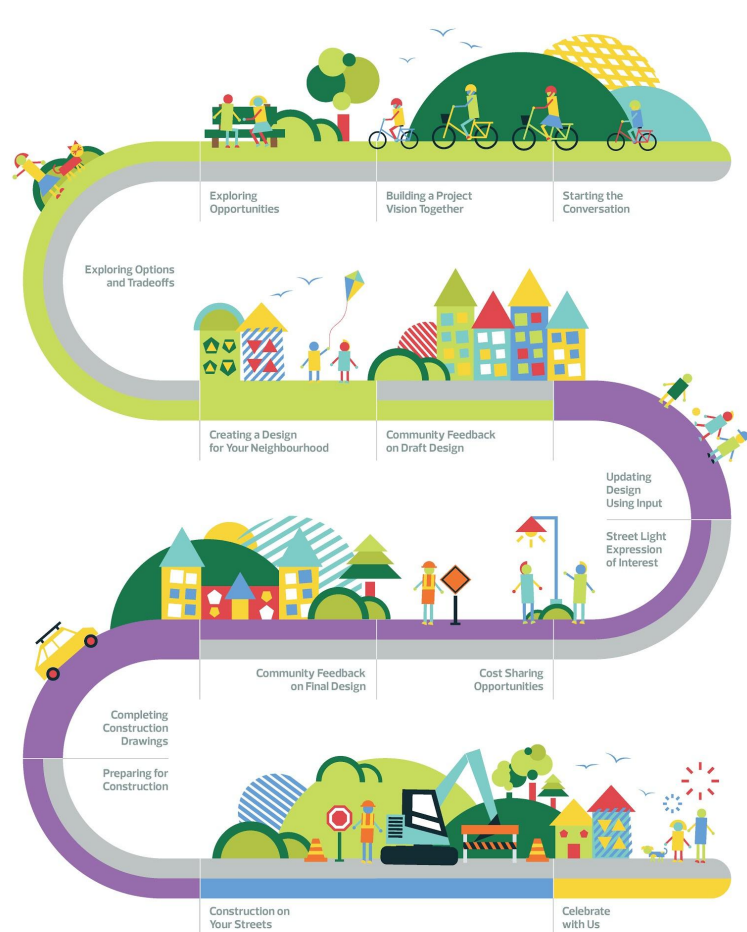 Exploring
Opportunities
Building a Project
Vision Together
Starting the
Conversation
Exploring Options
and Tradeoffs
Creating a Design
for Your Neighbourhood
Community Feedback
on Draft Design
Updating
Design
Using Input
Street Light
Expression
of Interest
Community Feedback
on Final Design
Cost Sharing
Opportunities
Completing
Construction
Drawings
Preparing for
Construction
Construction on
Your Streets
Celebrate
with Us